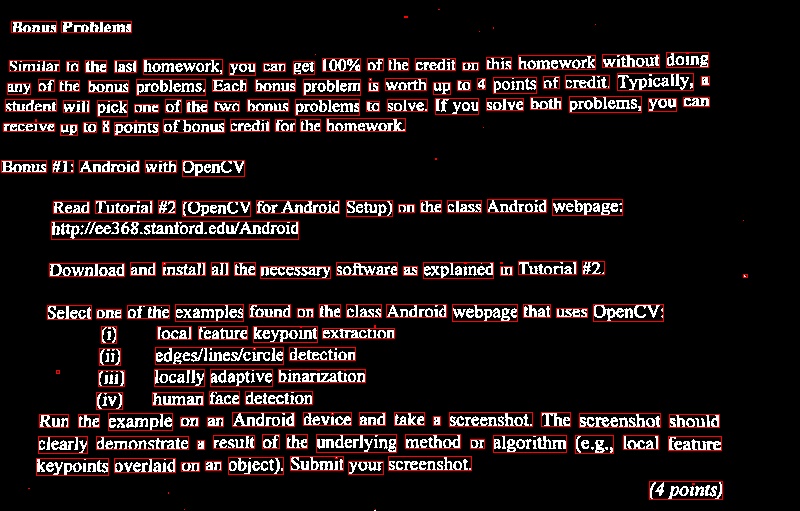 Bonus Problems
Similar to the last homework, you can get 100% of the credit on this homework without doing
any of the bonus problems. Each bonus problem is worth up to 4 points of credit. Typically, a
student will pick one of the two bonus problems to solve. If you solve both problems, you can
receive up to 8 points of bonus credit for the homework.
Bonus #1: Android with OpenCV
Read Tutorial #2 (OpenCV for Android Setup) on the class Android webpage:
http://ee368.stanford.edu/Android
Download and install all the necessary software as explained in Tutorial #2.
Select one of the examples found on the class Android webpage that uses OpenCV:
(i) local feature keypoint extraction
(ii) edges/lines/circle detection
(iii) locally adaptive binarization
(iv) human face detection
Run the example on an Android device and take a screenshot. The screenshot should
clearly demonstrate a result of the underlying method or algorithm (e.g., local feature
keypoints overlaid on an object). Submit your screenshot.
(4 points)